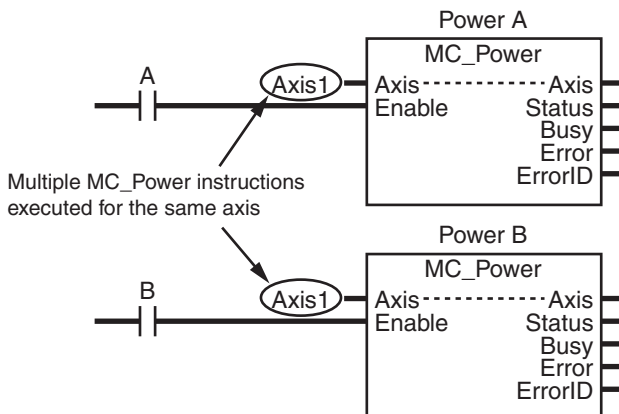 Power A
MC_Power
A
Axis1
Axis Axis
Enable Status
Busy
Error
ErrorID
Multiple MC_Power instructions
executed for the same axis
Power B
MC_Power
B
Axis1
Axis Axis
Enable Status
Busy
Error
ErrorID